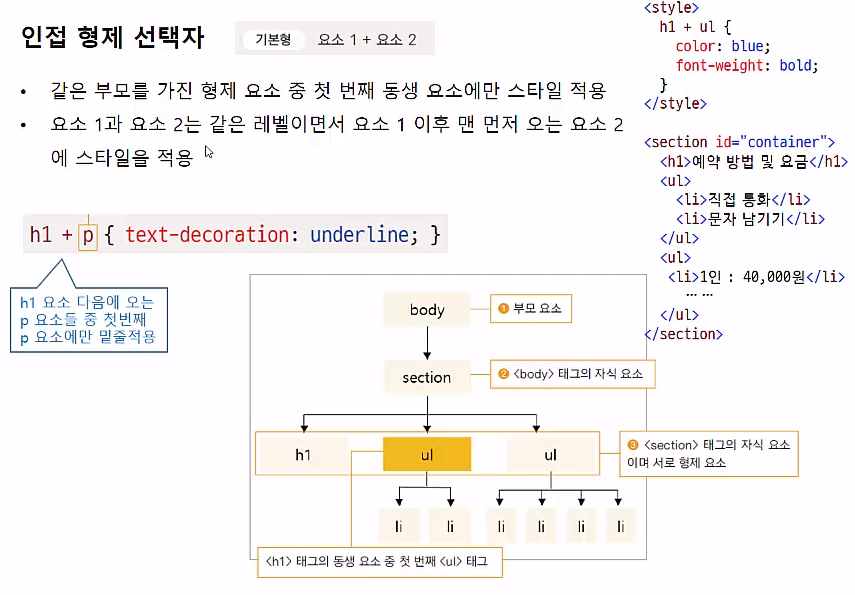 인접 형제 선택자
기본형 요소 1 + 요소 2
• 같은 부모를 가진 형제 요소 중 첫 번째 동생 요소에만 스타일 적용
• 요소 1과 요소 2는 같은 레벨이면서 요소 1 이후 맨 먼저 오는 요소 2
에 스타일을 적용
h1 + p { text-decoration: underline; }
h1 요소 다음에 오는
p 요소들 중 첫번째
p 요소에만 밑줄적용
<style>
h1 + ul {
color: blue;
font-weight: bold;
}
</style>
<section id="container">
<h1>예약 방법 및 요금</h1>
<ul>
<li>직접 통화</li>
<li>문자 남기기</li>
</ul>
<ul>
<li>1인 : 40,000원</li>
⋯ ⋯
</ul>
</section>
body
❶ 부모 요소
section
❷ <body> 태그의 자식 요소
h1 ul ul
❸ <section> 태그의 자식 요소
이며 서로 형제 요소
li li li li li li
<h1> 태그의 동생 요소 중 첫 번째 <ul> 태그